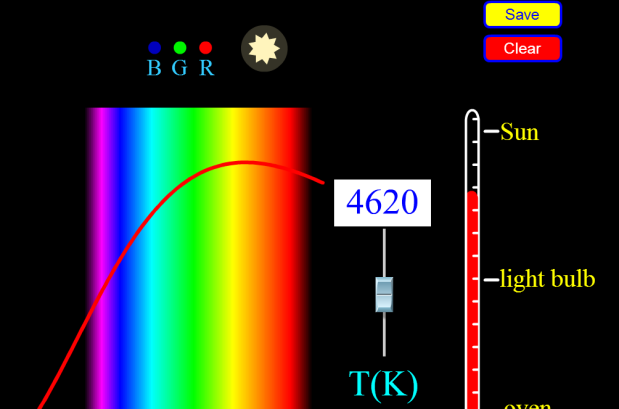 Save
Clear
B G R
Sun
4620
light bulb
T(K)
oven